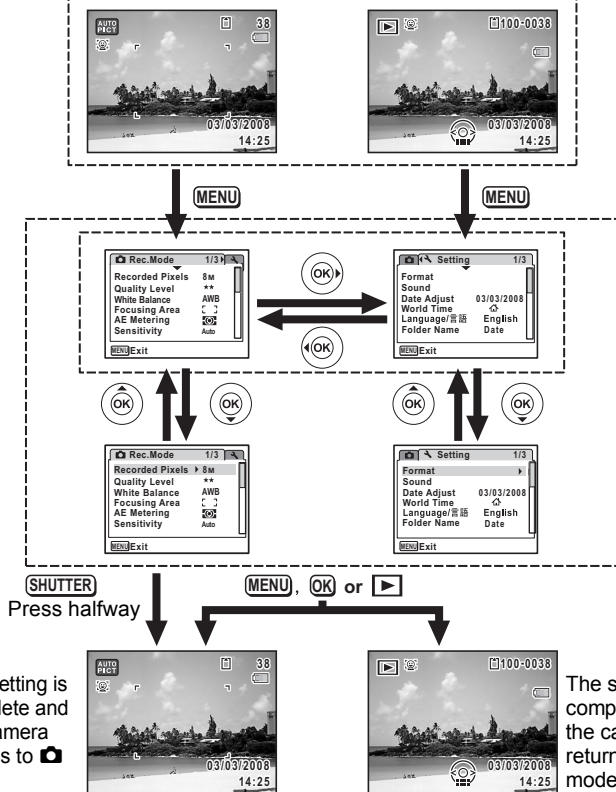 AUTO PICT 38
03/03/2008
14:25
100-0038
03/03/2008
14:25
MENU
MENU
Rec.Mode 1/3
Recorded Pixels 8M
Quality Level ★★
White Balance AWB
Focusing Area
AE Metering
Sensitivity Auto
MENU Exit
OK
OK
Setting 1/3
Format
Sound
Date Adjust 03/03/2008
World Time
Language/言語 English
Folder Name Date
MENU Exit
OK
OK
OK
OK
Rec.Mode 1/3
Recorded Pixels 8M
Quality Level ★★
White Balance AWB
Focusing Area
AE Metering
Sensitivity Auto
MENU Exit
Setting 1/3
Format
Sound
Date Adjust 03/03/2008
World Time
Language/言語 English
Folder Name Date
MENU Exit
SHUTTER
Press halfway
MENU, OK or
etting is
lete and
amera
s to
AUTO PICT 38
03/03/2008
14:25
100-0038
03/03/2008
14:25
The s
comp
the ca
return
mode